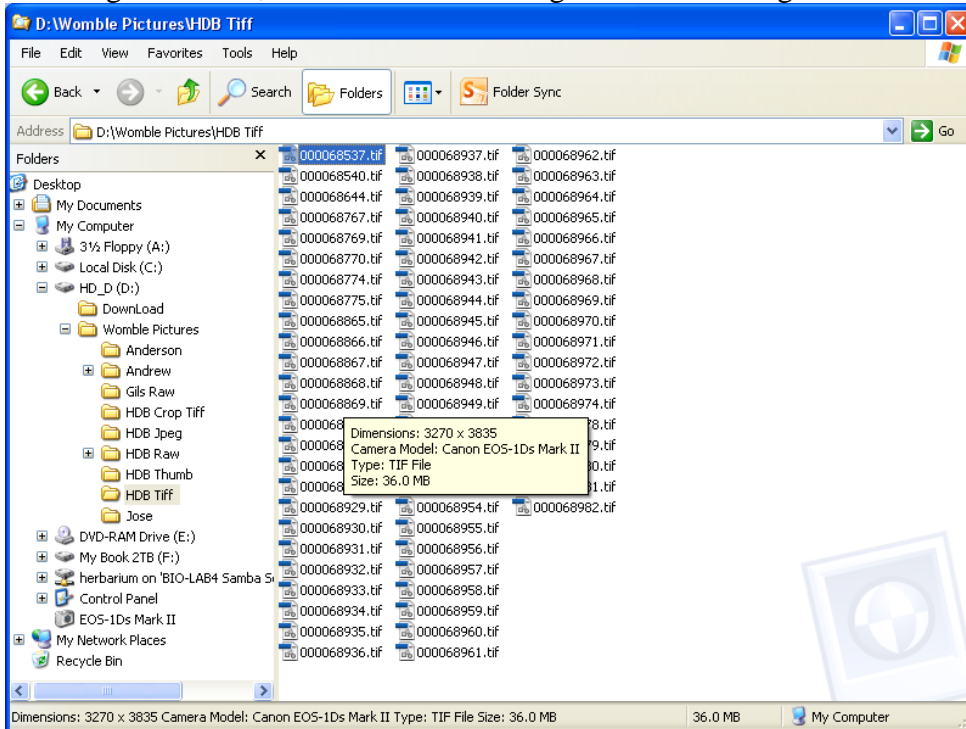 D:\Womble Pictures\HDB Tiff
File Edit View Favorites Tools Help
Back Search Folders Folder Sync
Address D:\Womble Pictures\HDB Tiff Go
Folders
Desktop
My Documents
My Computer
3½ Floppy (A:)
Local Disk (C:)
HD_D (D:)
DownLoad
Womble Pictures
Anderson
Andrew
Gils Raw
HDB Crop Tiff
HDB Jpeg
HDB Raw
HDB Thumb
HDB Tiff
Jose
DVD-RAM Drive (E:)
My Book 2TB (F:)
herbarium on 'BIO-LAB4 Samba
Control Panel
EOS-1Ds Mark II
My Network Places
Recycle Bin
000068537.tif
000068540.tif
000068644.tif
000068767.tif
000068769.tif
000068770.tif
000068774.tif
000068775.tif
000068865.tif
000068866.tif
000068867.tif
000068868.tif
000068869.tif
000068929.tif
000068930.tif
000068931.tif
000068932.tif
000068933.tif
000068934.tif
000068935.tif
000068936.tif
000068937.tif
000068938.tif
000068939.tif
000068940.tif
000068941.tif
000068942.tif
000068943.tif
000068944.tif
000068945.tif
000068946.tif
000068947.tif
000068948.tif
000068949.tif
000068954.tif
000068955.tif
000068956.tif
000068957.tif
000068958.tif
000068959.tif
000068960.tif
000068961.tif
000068962.tif
000068963.tif
000068964.tif
000068965.tif
000068966.tif
000068967.tif
000068968.tif
000068969.tif
000068970.tif
000068971.tif
000068972.tif
000068973.tif
000068974.tif
000068982.tif
Dimensions: 3270 x 3835
Camera Model: Canon EOS-1Ds Mark II
Type: TIF File
Size: 36.0 MB
Dimensions: 3270 x 3835 Camera Model: Canon EOS-1Ds Mark II Type: TIF File Size: 36.0 MB 36.0 MB My Computer